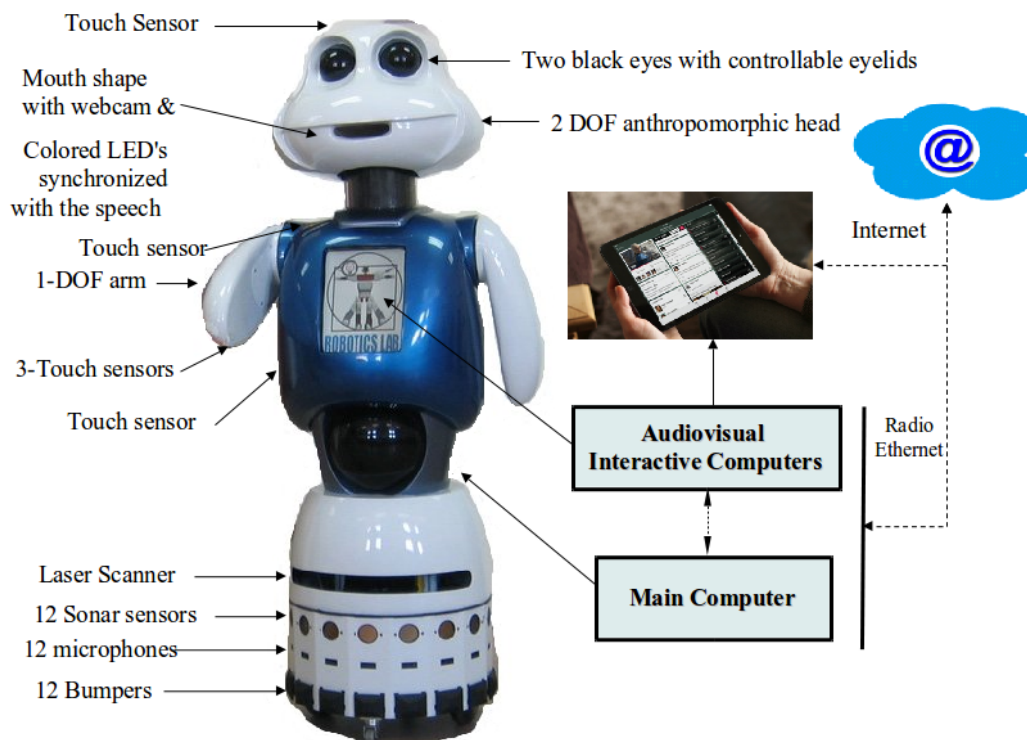 Touch Sensor
Two black eyes with controllable eyelids
Mouth shape
with webcam &
2 DOF anthropomorphic head
@
Colored LED's
synchronized
with the speech
Internet
Touch sensor
1-DOF arm
ROBOTICS LAB
3-Touch sensors
Touch sensor
Audiovisual
Interactive Computers
Radio
Ethernet
Laser Scanner
Main Computer
12 Sonar sensors
12 microphones
12 Bumpers